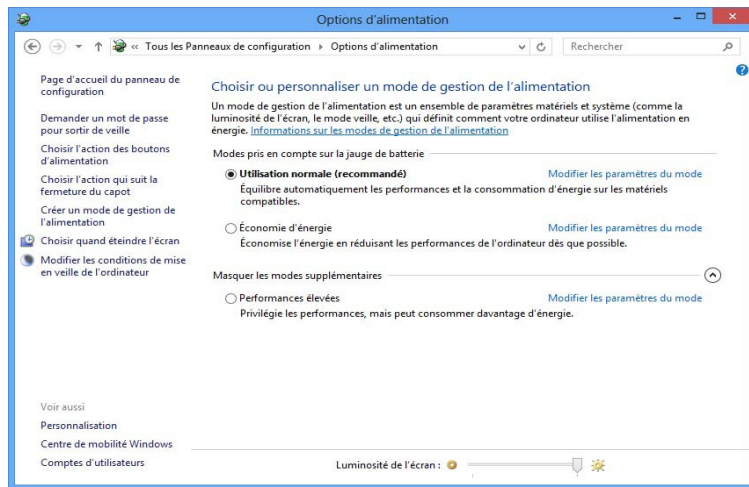 Options d'alimentation
« Tous les Panneaux de configuration ▸ Options d'alimentation
Rechercher
Page d'accueil du panneau de
configuration
Demander un mot de passe
pour sortir de veille
Choisir l'action des boutons
d'alimentation
Choisir l'action qui suit la
fermeture du capot
Créer un mode de gestion de
l'alimentation
Choisir quand éteindre l'écran
Modifier les conditions de mise
en veille de l'ordinateur
Voir aussi
Personnalisation
Centre de mobilité Windows
Comptes d'utilisateurs
Choisir ou personnaliser un mode de gestion de l'alimentation
Un mode de gestion de l'alimentation est un ensemble de paramètres matériels et système (comme la
luminosité de l'écran, le mode veille, etc.) qui définit comment votre ordinateur utilise l'alimentation en
énergie. Informations sur les modes de gestion de l'alimentation
Modes pris en compte sur la jauge de batterie
Utilisation normale (recommandé) Modifier les paramètres du mode
Équilibre automatiquement les performances et la consommation d'énergie sur les matériels
compatibles.
Économie d'énergie Modifier les paramètres du mode
Économise l'énergie en réduisant les performances de l'ordinateur dès que possible.
Masquer les modes supplémentaires
Performances élevées Modifier les paramètres du mode
Privilégie les performances, mais peut consommer davantage d'énergie.
Luminosité de l'écran :